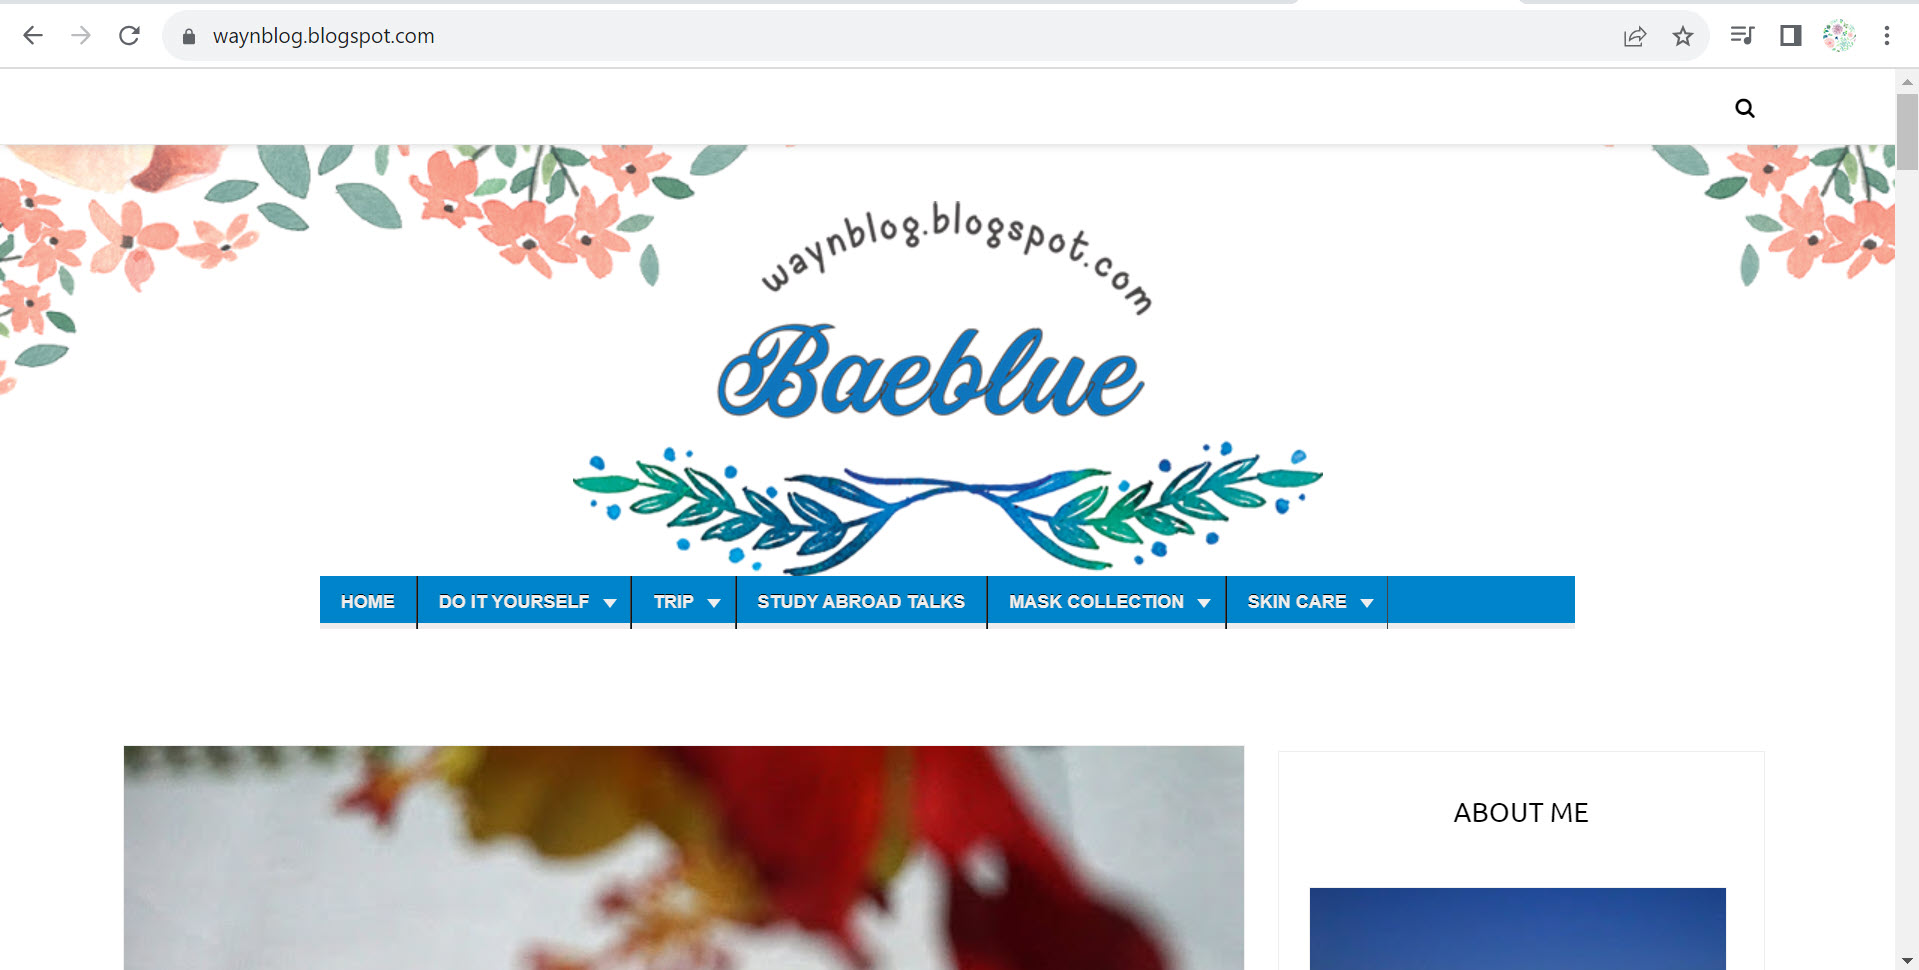 waynblog.blogspot.com
waynblog.blogspot.com
Baeblue
HOME
DO IT YOURSELF
TRIP
STUDY ABROAD TALKS
MASK COLLECTION
SKIN CARE
ABOUT ME